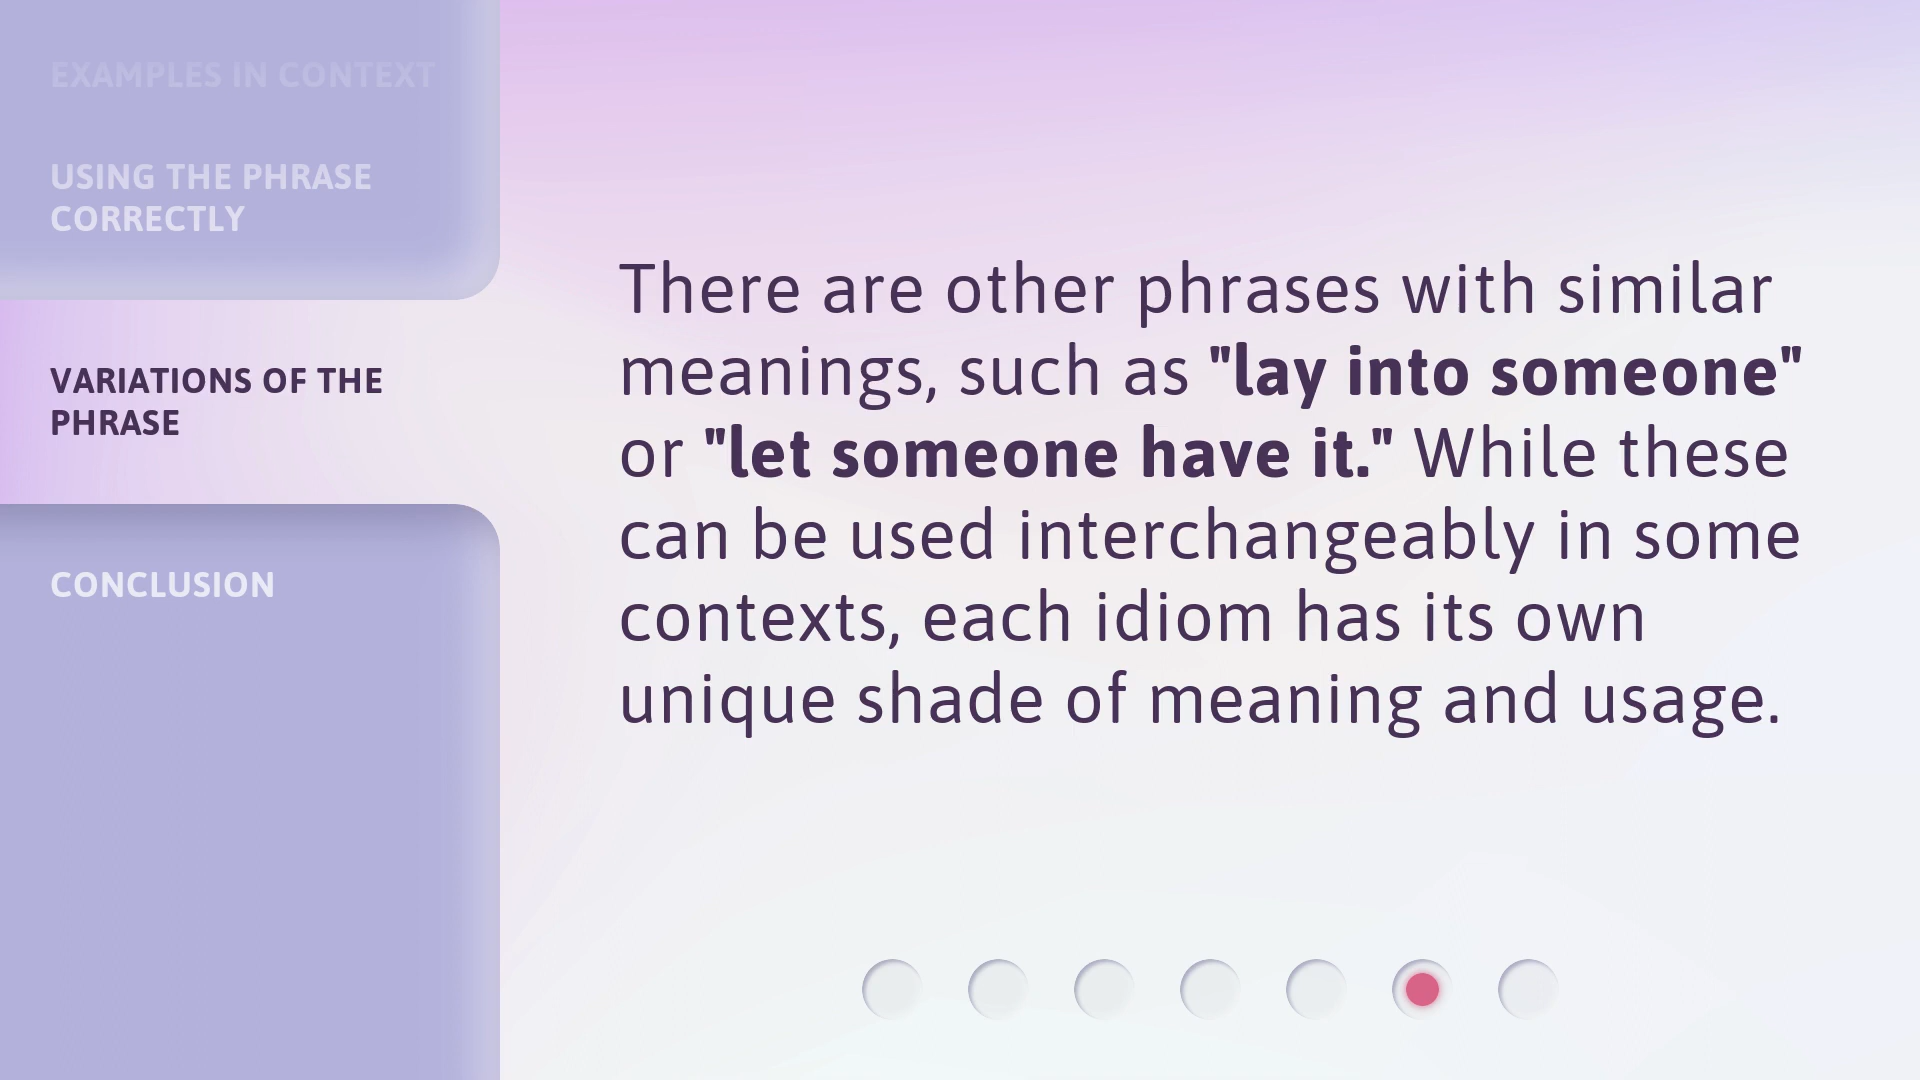 EXAMPLES IN CONTEXT
USING THE PHRASE
CORRECTLY
VARIATIONS OF THE
PHRASE
CONCLUSION
There are other phrases with similar
meanings, such as "lay into someone"
or "let someone have it." While these
can be used interchangeably in some
contexts, each idiom has its own
unique shade of meaning and usage.